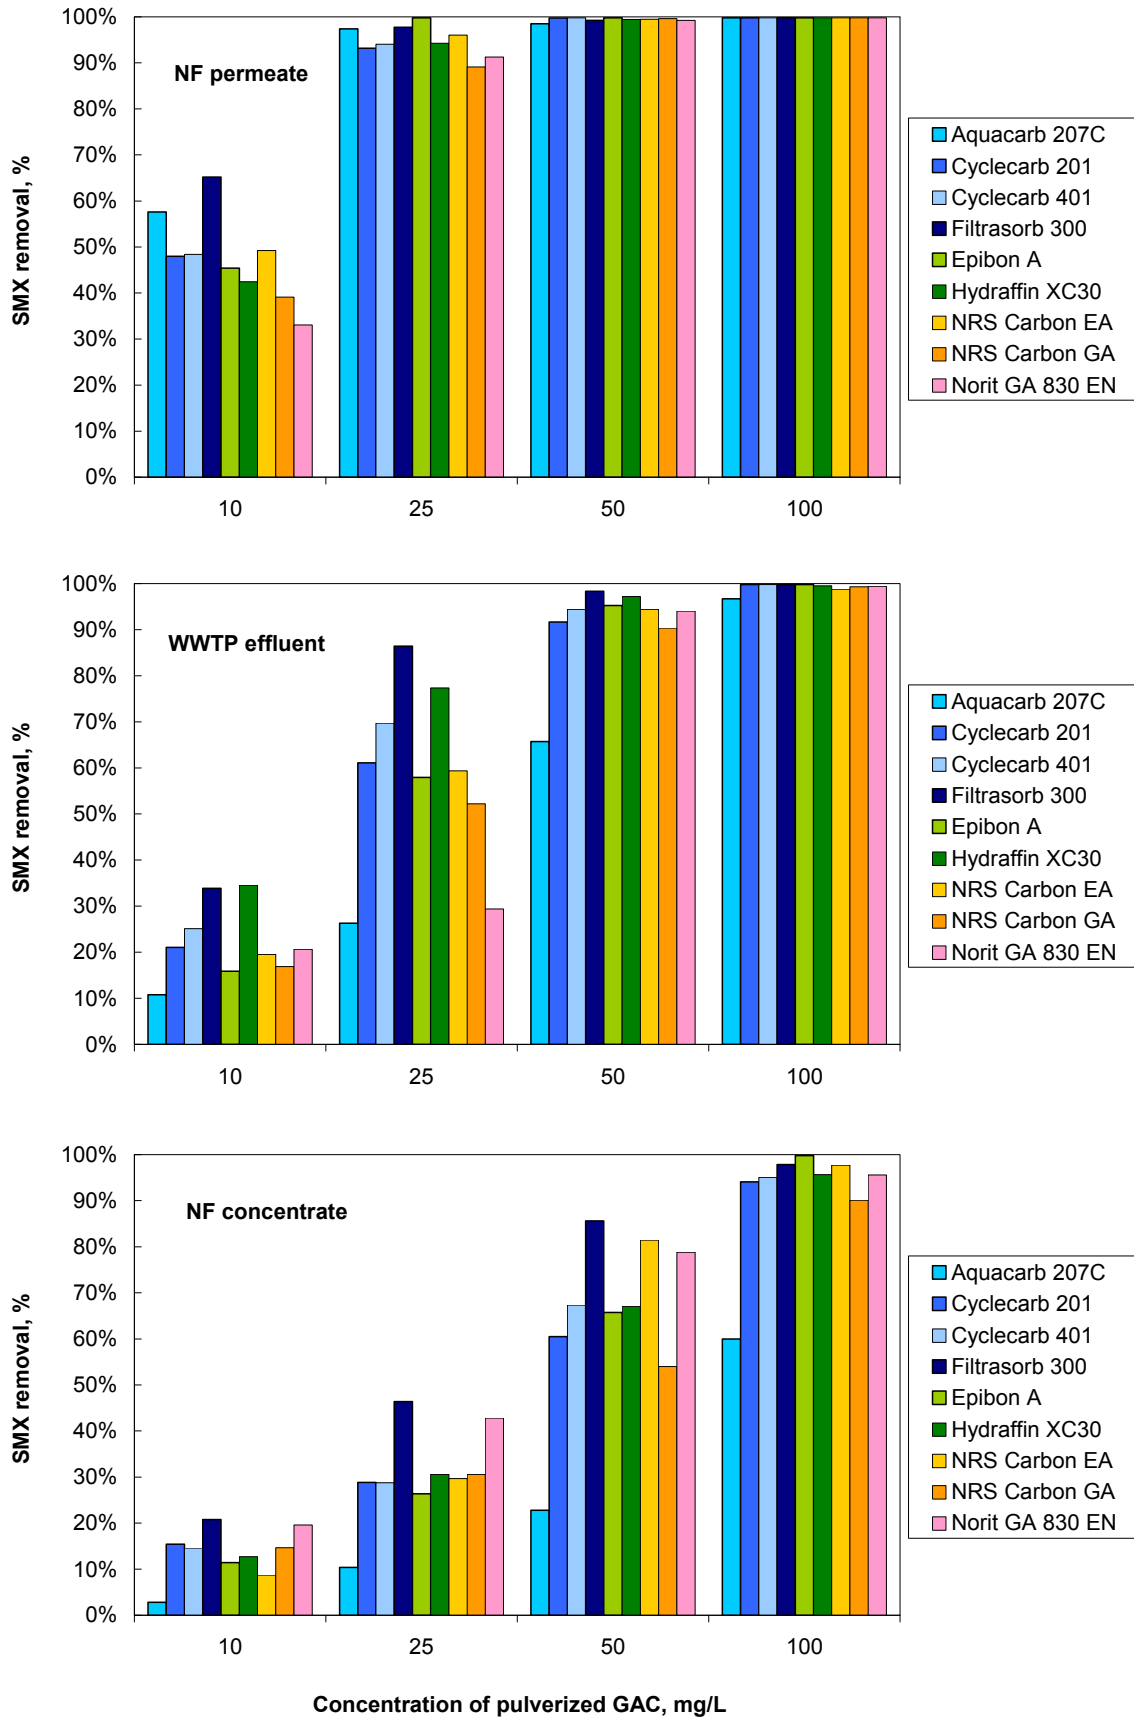 100%
90%
80%
70%
60%
50%
40%
30%
20%
10%
0%
SMX removal, %
NF permeate
10 25 50 100
Aquacarb 207C
Cyclecarb 201
Cyclecarb 401
Filtrasorb 300
Epibon A
Hydraffin XC30
NRS Carbon EA
NRS Carbon GA
Norit GA 830 EN
100%
90%
80%
70%
60%
50%
40%
30%
20%
10%
0%
SMX removal, %
WWTP effluent
10 25 50 100
Aquacarb 207C
Cyclecarb 201
Cyclecarb 401
Filtrasorb 300
Epibon A
Hydraffin XC30
NRS Carbon EA
NRS Carbon GA
Norit GA 830 EN
100%
90%
80%
70%
60%
50%
40%
30%
20%
10%
0%
SMX removal, %
NF concentrate
10 25 50 100
Aquacarb 207C
Cyclecarb 201
Cyclecarb 401
Filtrasorb 300
Epibon A
Hydraffin XC30
NRS Carbon EA
NRS Carbon GA
Norit GA 830 EN
Concentration of pulverized GAC, mg/L